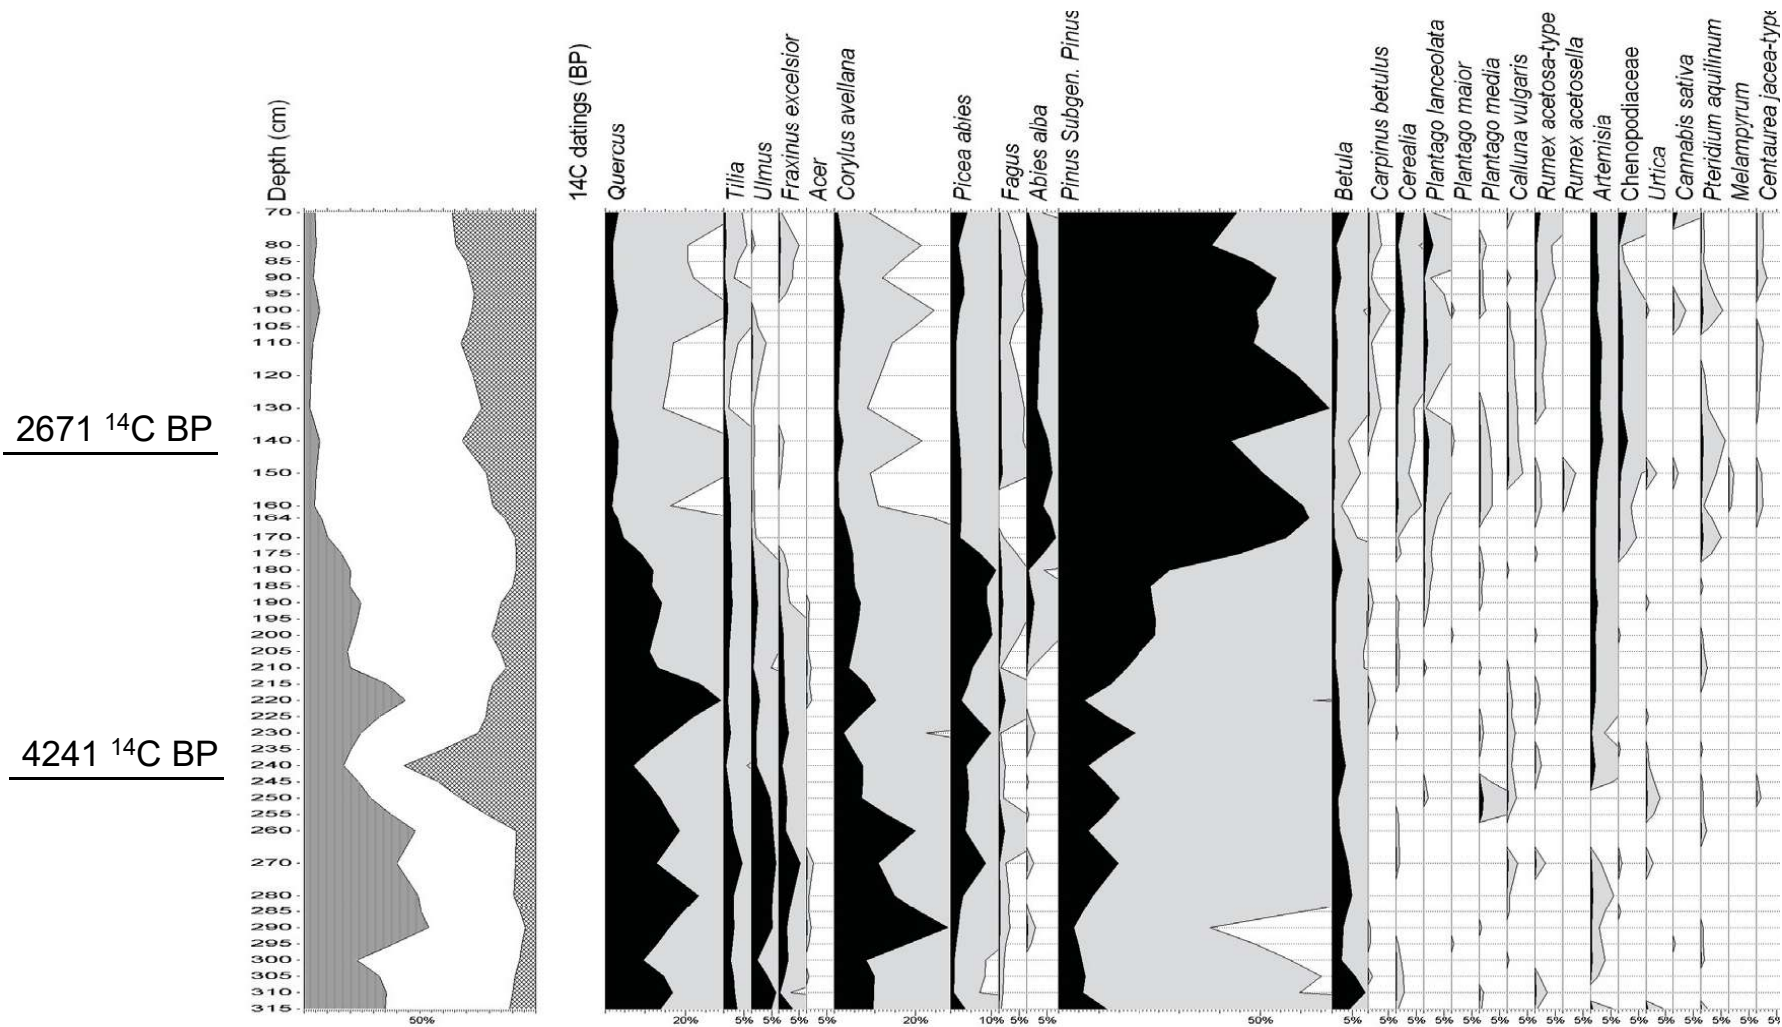 Depth (cm)
14C datings (BP)
Quercus
Tilia
Ulmus
Fraxinus excelsior
Acer
Corylus avellana
Picea abies
Fagus
Abies alba
Pinus Subgen. Pinus
Betula
Carpinus betulus
Cerealia
Plantago lanceolata
Plantago maior
Plantago media
Calluna vulgaris
Rumex acetosa-type
Rumex acetosella
Artemisia
Chenopodiaceae
Urtica
Cannabis sativa
Pteridium aquilinum
Melampyrum
Centaurea jacea-type
70
80
85
90
95
100
105
110
120
130
2671 ¹⁴C BP
140
150
160
164
170
175
180
185
190
195
200
205
210
215
220
225
230
235
4241 ¹⁴C BP
240
245
250
255
260
270
280
285
290
295
300
305
310
315
50% 20% 5% 5% 5% 5% 20% 10% 5% 5% 50% 5% 5% 5% 5% 5% 5% 5% 5% 5% 5% 5% 5% 5% 5% 5% 5%